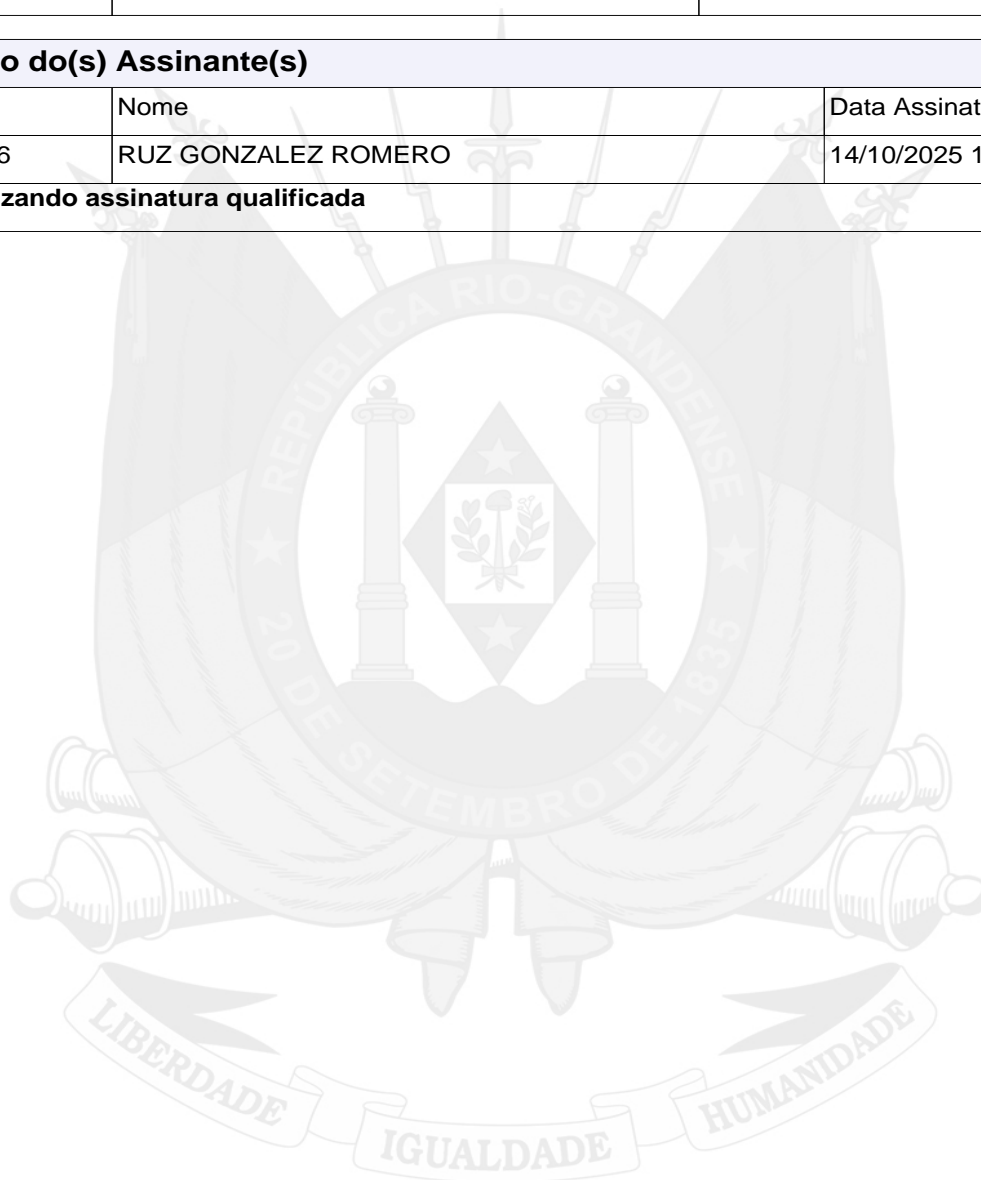 o do(s) Assinante(s)
Nome Data Assinat
6 RUZ GONZALEZ ROMERO 14/10/2025 1
zando assinatura qualificada
REPÚBLICA RIO-GRANDENSE
20 DE SETEMBRO DE 1835
LIBERDADE IGUALDADE HUMANIDADE